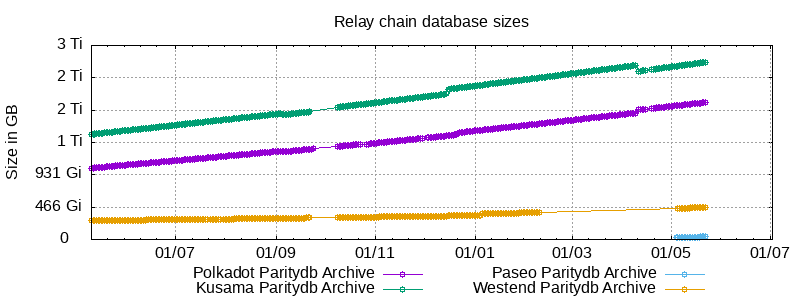 Relay chain database sizes
Size in GB
3 Ti
2 Ti
2 Ti
1 Ti
931 Gi
466 Gi
0
01/07 01/09 01/11 01/01 01/03 01/05 01/07
Polkadot Paritydb Archive Paseo Paritydb Archive
Kusama Paritydb Archive Westend Paritydb Archive